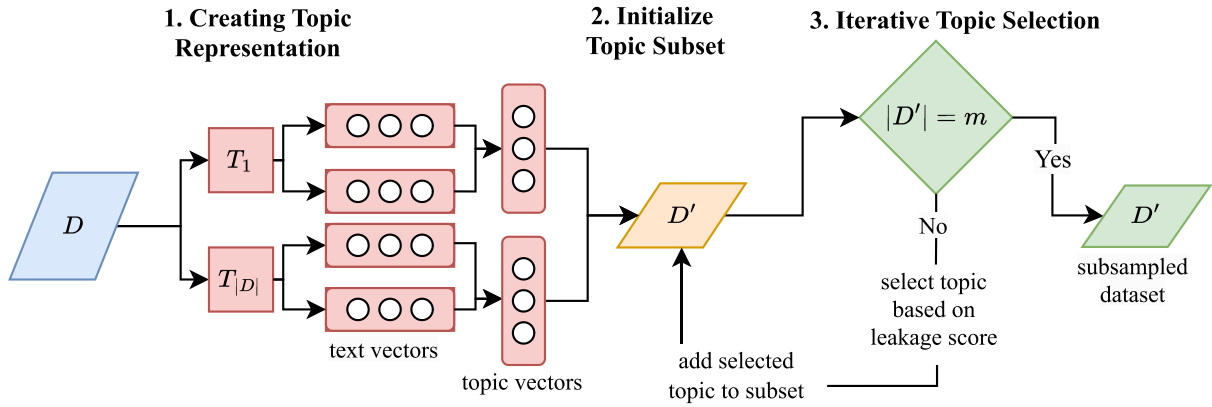 1. Creating Topic
Representation
2. Initialize
Topic Subset
3. Iterative Topic Selection
D
T₁
T|D|
text vectors
topic vectors
D′
|D′| = m
Yes
No
select topic
based on
leakage score
add selected
topic to subset
D′
subsampled
dataset